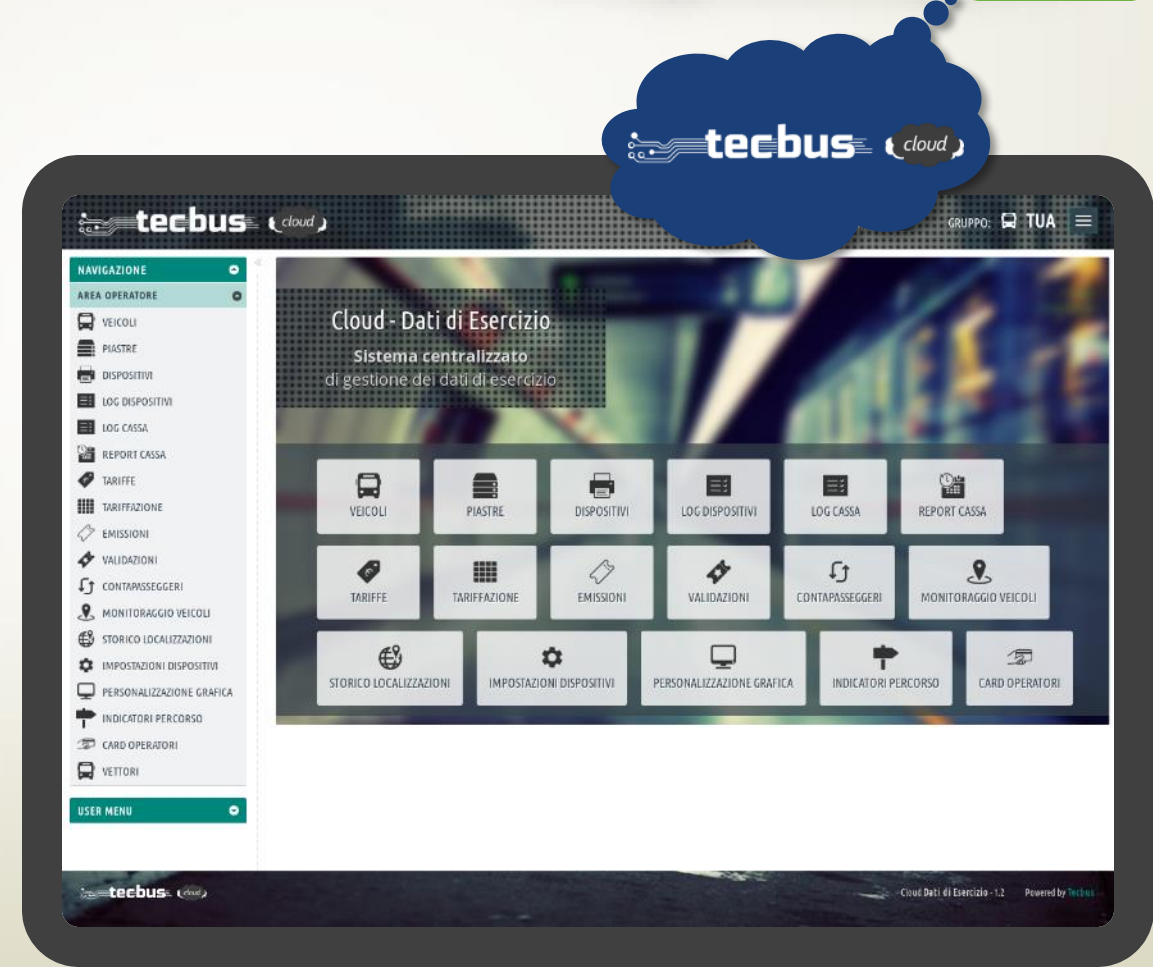 tecbus cloud
tecbus cloud
GRUPPO: TUA
NAVIGAZIONE
AREA OPERATORE
VEICOLI
PIASTRE
DISPOSITIVI
LOG DISPOSITIVI
LOG CASSA
REPORT CASSA
TARIFFE
TARIFFAZIONE
EMISSIONI
VALIDAZIONI
CONTAPASSEGGERI
MONITORAGGIO VEICOLI
STORICO LOCALIZZAZIONI
IMPOSTAZIONI DISPOSITIVI
PERSONALIZZAZIONE GRAFICA
INDICATORI PERCORSO
CARD OPERATORI
VETTORI
USER MENU
Cloud - Dati di Esercizio
Sistema centralizzato
di gestione dei dati di esercizio
VEICOLI PIASTRE DISPOSITIVI LOG DISPOSITIVI LOG CASSA REPORT CASSA
TARIFFE TARIFFAZIONE EMISSIONI VALIDAZIONI CONTAPASSEGGERI MONITORAGGIO VEICOLI
STORICO LOCALIZZAZIONI IMPOSTAZIONI DISPOSITIVI PERSONALIZZAZIONE GRAFICA INDICATORI PERCORSO CARD OPERATORI
tecbus cloud
Cloud Dati di Esercizio - 1.2 Powered by Tecbus